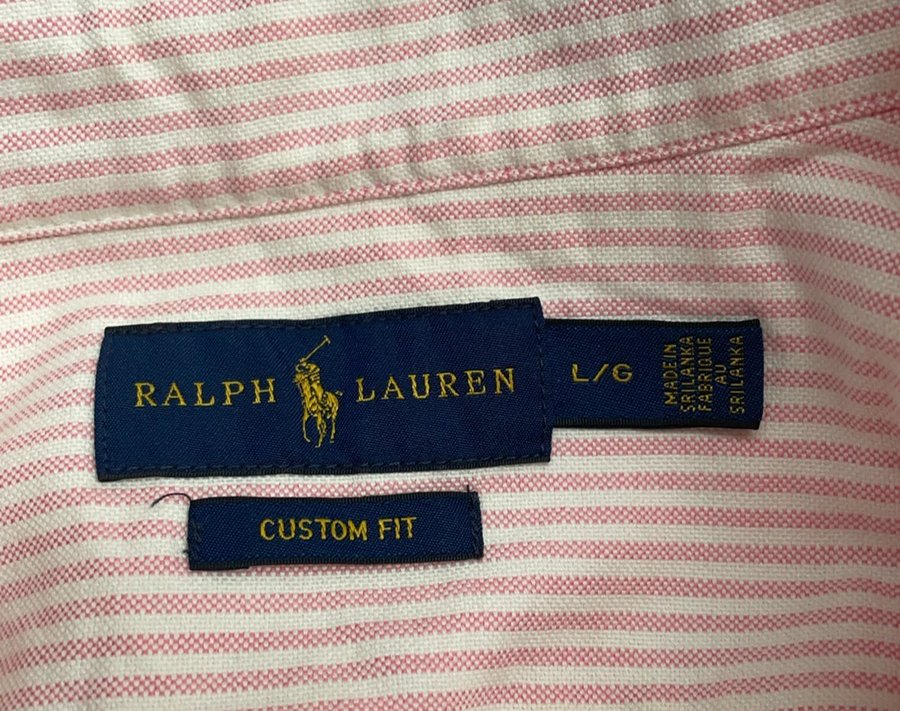 RALPH LAUREN
L/G
MADE IN
SRI LANKA
FABRIQUE
AU
SRI LANKA
CUSTOM FIT